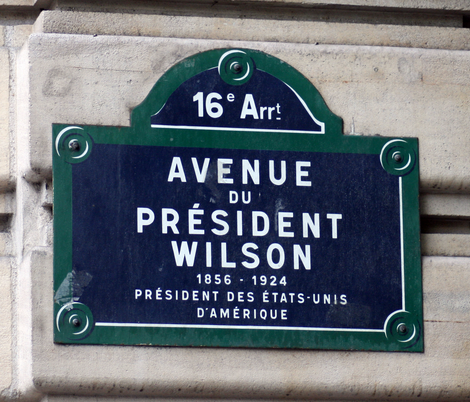 16e Arrt.
AVENUE
DU
PRÉSIDENT
WILSON
1856 - 1924
PRÉSIDENT DES ÉTATS-UNIS
D'AMÉRIQUE